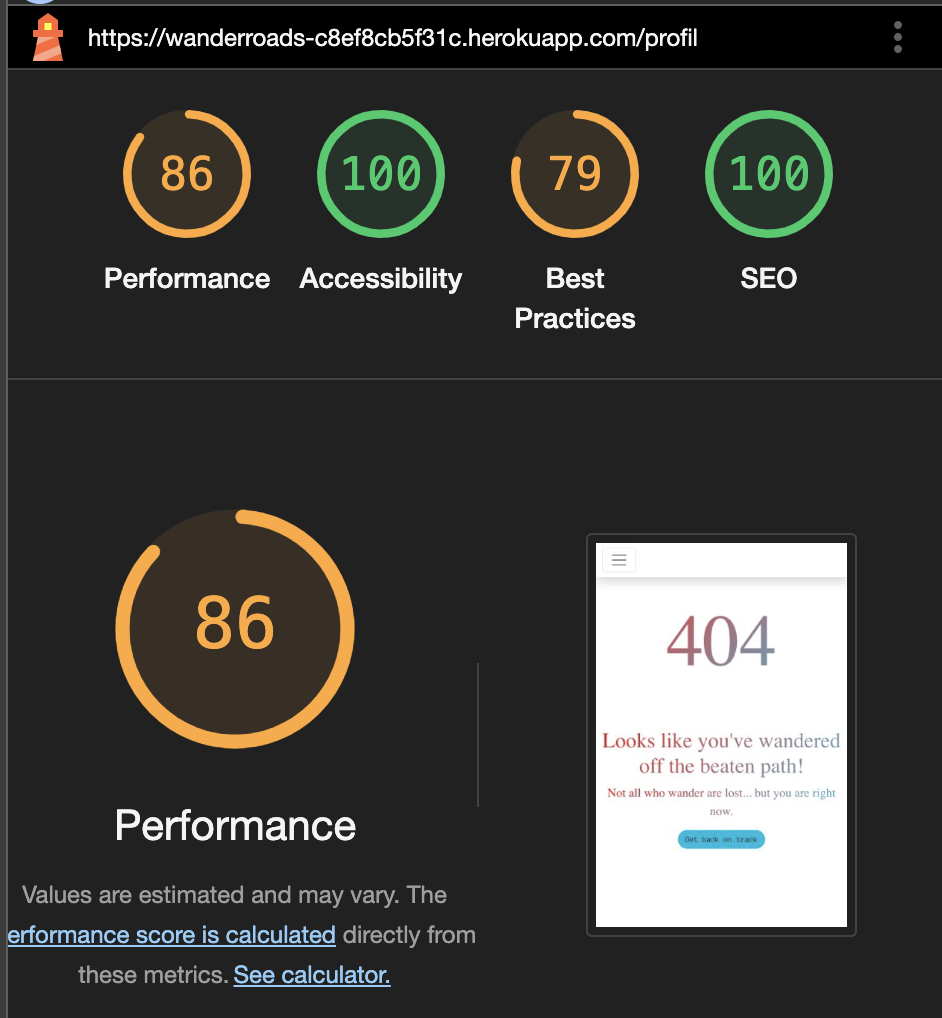 https://wanderroads-c8ef8cb5f31c.herokuapp.com/profil
86
100
79
100
Performance
Accessibility
Best
Practices
SEO
86
Performance
Values are estimated and may vary. The
erformance score is calculated directly from
these metrics. See calculator.
404
Looks like you've wandered
off the beaten path!
Not all who wander are lost... but you are right
now.
Get back on track